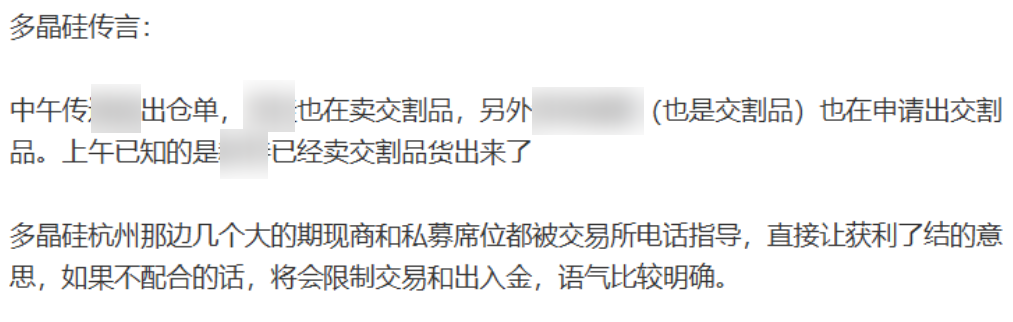 多晶硅传言：
中午传出仓单，也在卖交割品，另外（也是交割品）也在申请出交割
品。上午已知的是已经卖交割品货出来了
多晶硅杭州那边几个大的期现商和私募席位都被交易所电话指导，直接让获利了结的意
思，如果不配合的话，将会限制交易和出入金，语气比较明确。